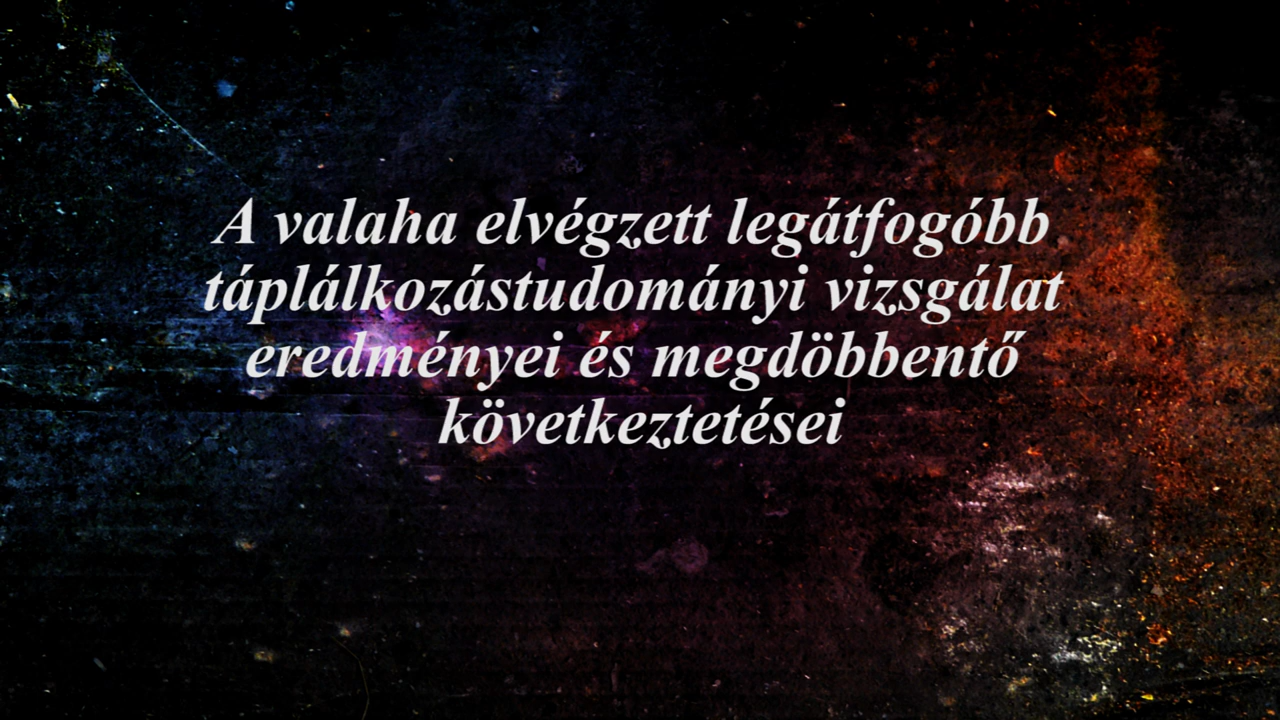 A valaha elvégzett legátfogóbb
táplálkozástudományi vizsgálat
eredményei és megdöbbentő
következtetései